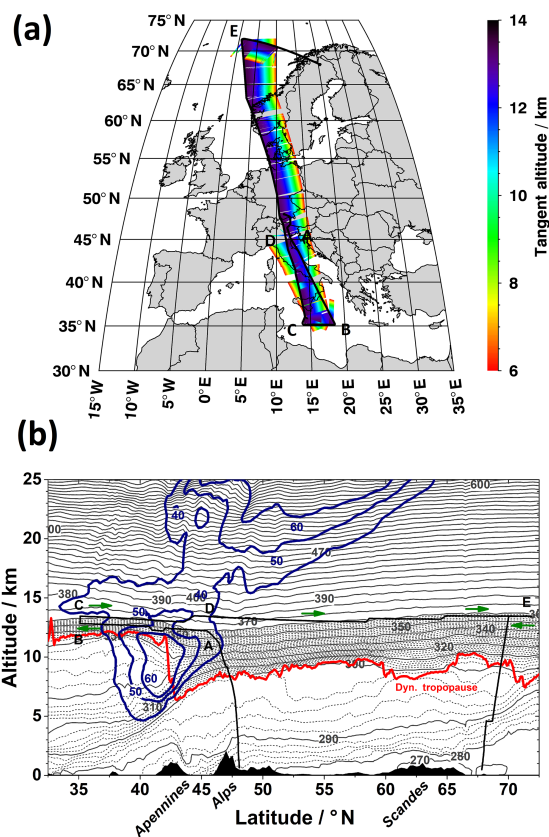 (a)
75° N
70° N
65° N
60° N
55° N
50° N
45° N
40° N
35° N
30° N
E
D
A
C
B
15° W
10° W
5° W
0° E
5° E
10° E
15° E
20° E
25° E
30° E
35° E
14
12
10
8
6
Tangent altitude / km
(b)
25
20
15
10
5
0
Altitude / km
600
40
60
50
470
00
380
390
400
40
390
C
50
D
E
370
350
340
B
A
320
60
300
50
310
Dyn. tropopause
290
270
280
35
40
45
50
55
60
65
70
Apennines
Alps
Scandes
Latitude / °N